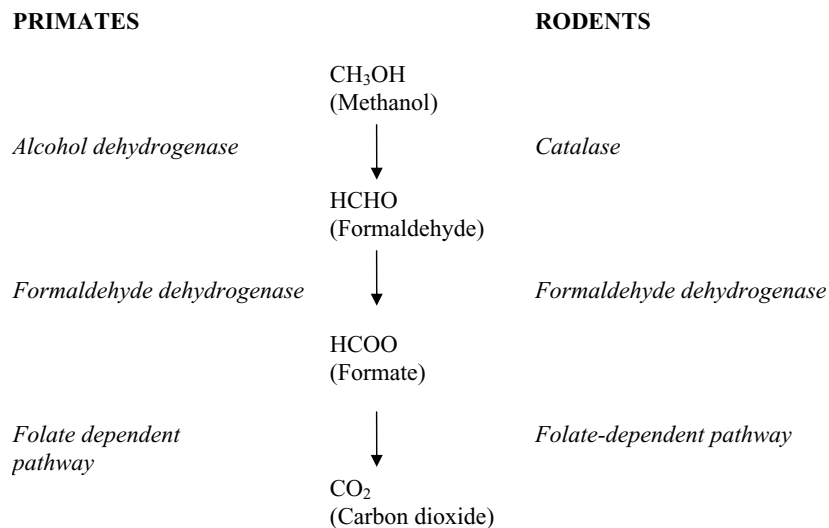 PRIMATES
RODENTS
CH₃OH
(Methanol)
Alcohol dehydrogenase
Catalase
HCHO
(Formaldehyde)
Formaldehyde dehydrogenase
Formaldehyde dehydrogenase
HCOO
(Formate)
Folate dependent
pathway
Folate-dependent pathway
CO₂
(Carbon dioxide)